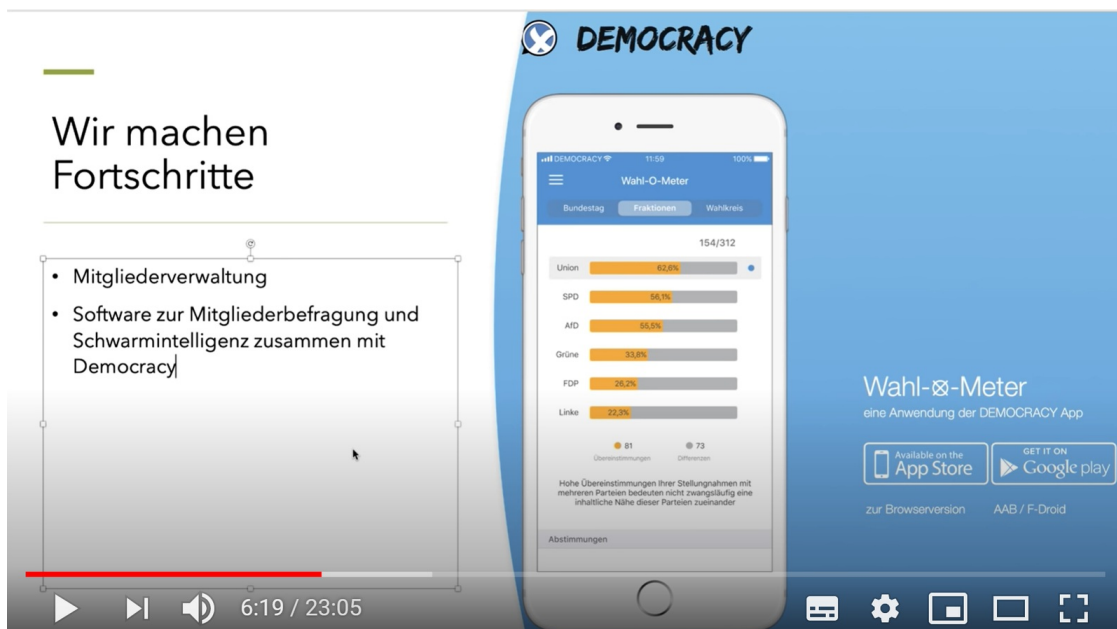 DEMOCRACY
Wir machen
Fortschritte
• Mitgliederverwaltung
• Software zur Mitgliederbefragung und
Schwarmintelligenz zusammen mit
Democracy
DEMOCRACY 11:59 100%
Wahl-O-Meter
Bundestag Fraktionen Wahlkreis
154/312
Union 62,6%
SPD 56,1%
AfD 55,5%
Grüne 33,8%
FDP 26,2%
Linke 22,3%
81 73
Übereinstimmungen Differenzen
Hohe Übereinstimmungen Ihrer Stellungnahmen mit
mehreren Parteien bedeuten nicht zwangsläufig eine
inhaltliche Nähe dieser Parteien zueinander
Abstimmungen
Wahl-⊗-Meter
eine Anwendung der DEMOCRACY App
Available on the
App Store
GET IT ON
Google play
zur Browserversion AAB / F-Droid
6:19 / 23:05